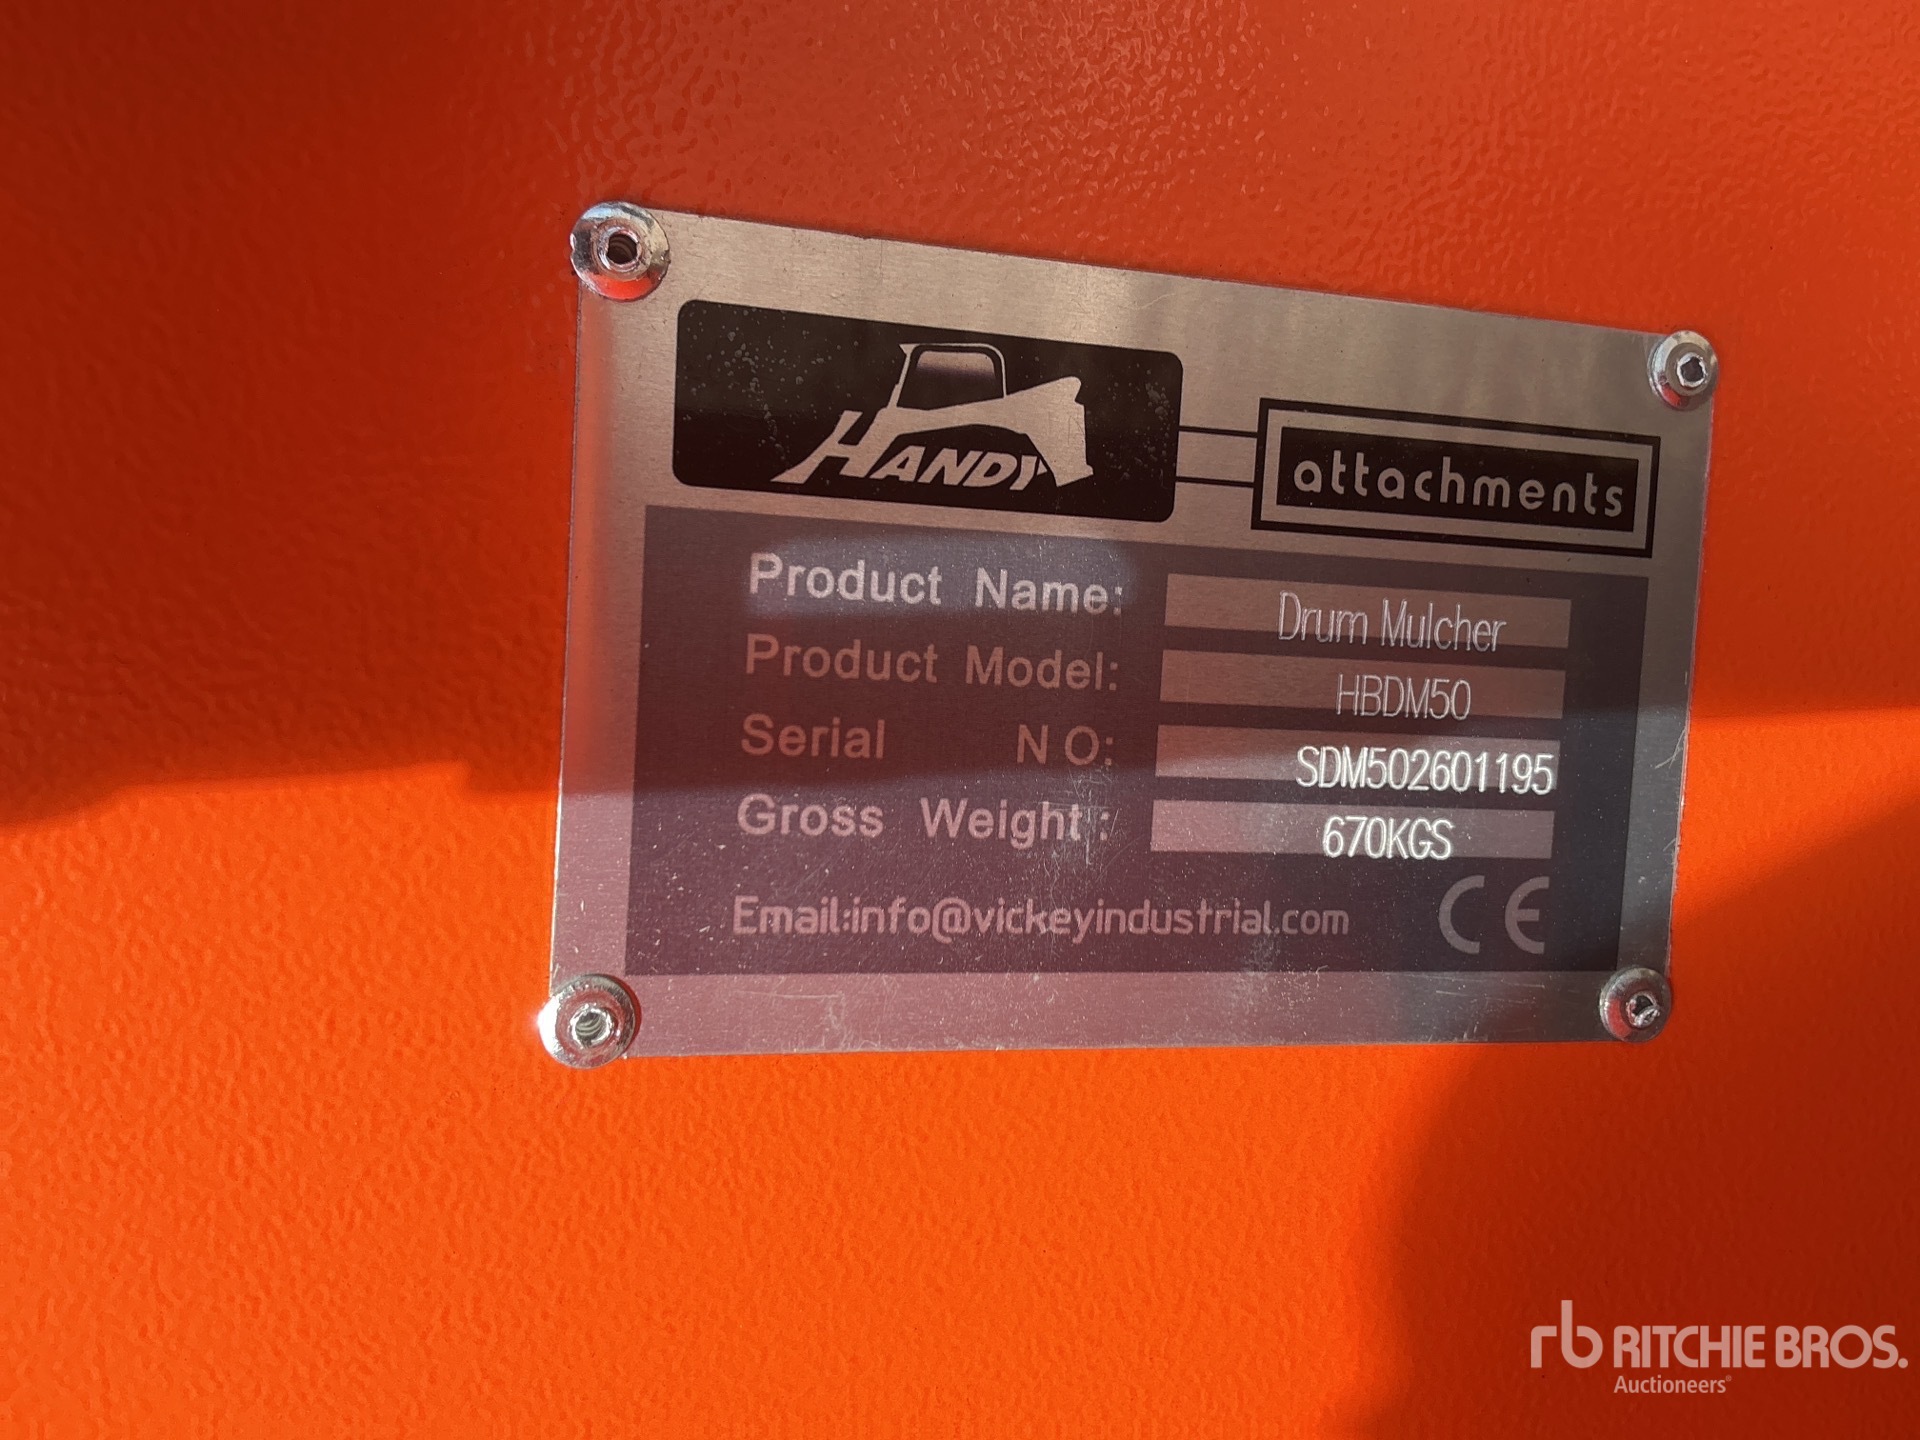 HANDY
attachments
Product Name: Drum Mulcher
Product Model: HBDM50
Serial NO: SDM502601195
Gross Weight: 670KGS
Email:info@vickeyindustrial.com CE
rb RITCHIE BROS.
Auctioneers®